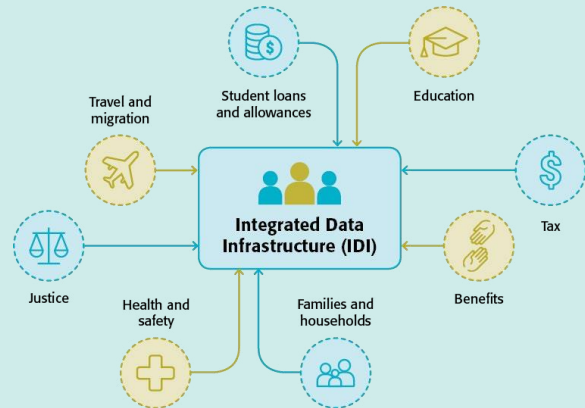 Student loans
and allowances
Education
Travel and
migration
Integrated Data
Infrastructure (IDI)
Tax
Justice
Benefits
Health and
safety
Families and
households
$
$